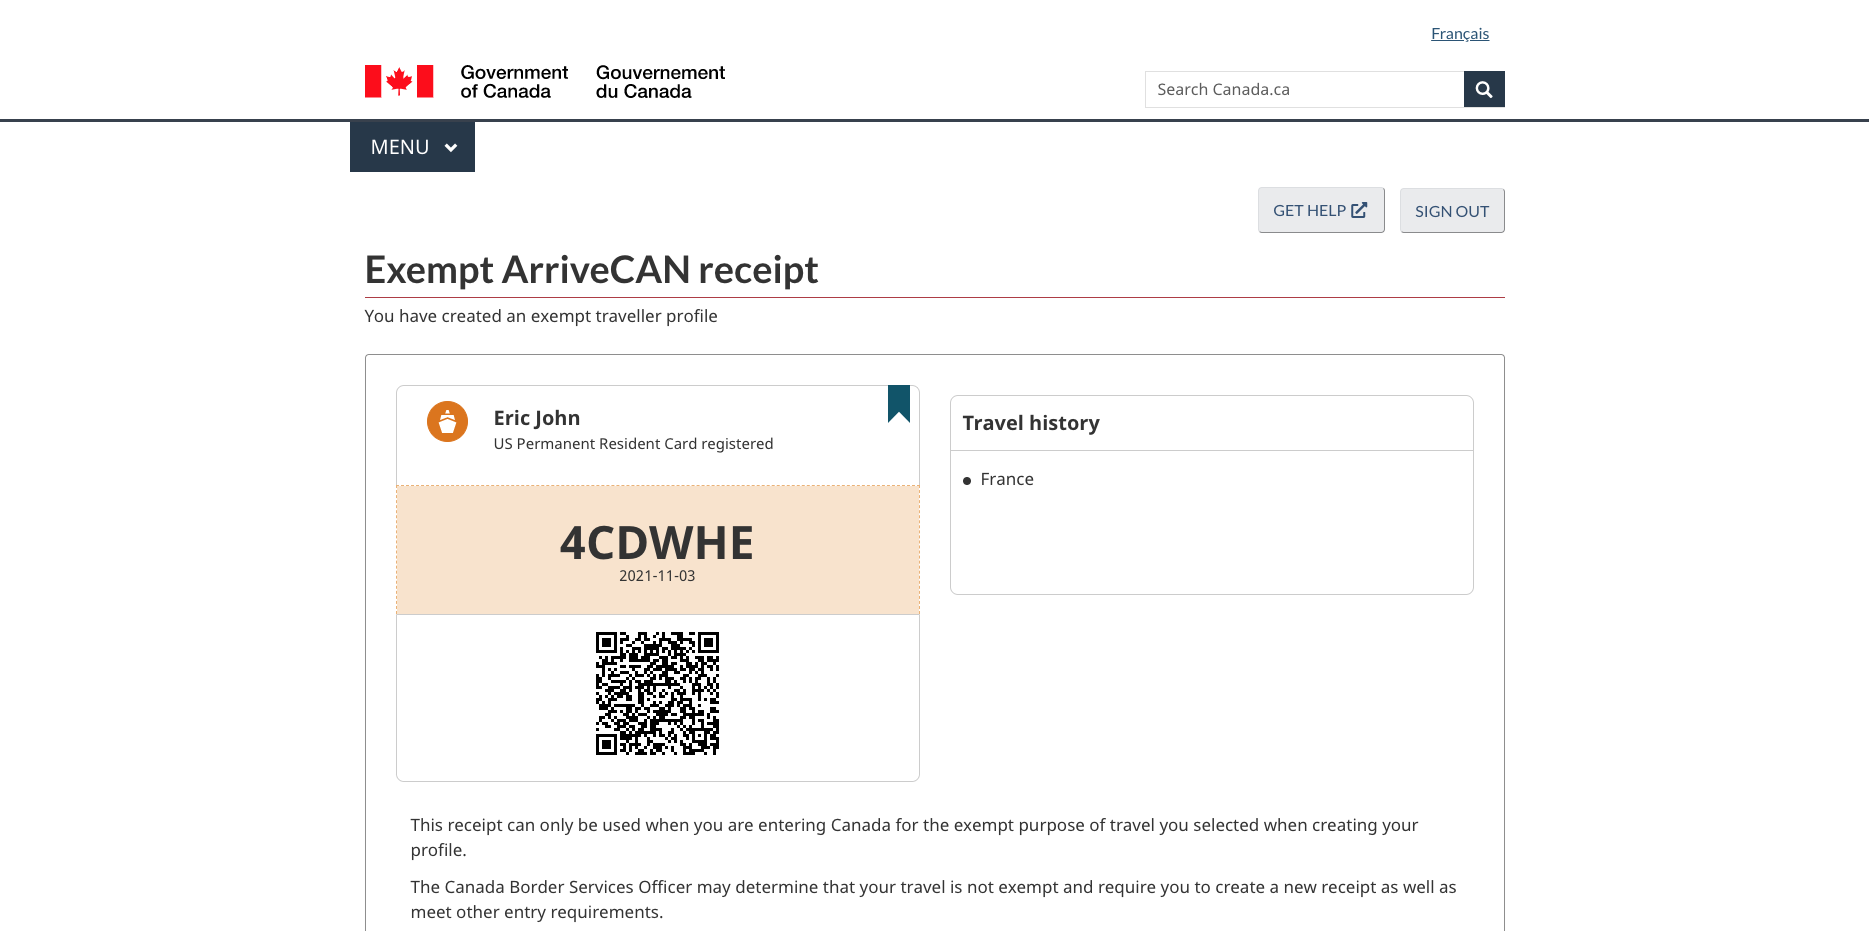 Français
Government
of Canada
Gouvernement
du Canada
Search Canada.ca
MENU
GET HELP
SIGN OUT
Exempt ArriveCAN receipt
You have created an exempt traveller profile
Eric John
US Permanent Resident Card registered
4CDWHE
2021-11-03
Travel history
France
This receipt can only be used when you are entering Canada for the exempt purpose of travel you selected when creating your
profile.
The Canada Border Services Officer may determine that your travel is not exempt and require you to create a new receipt as well as
meet other entry requirements.